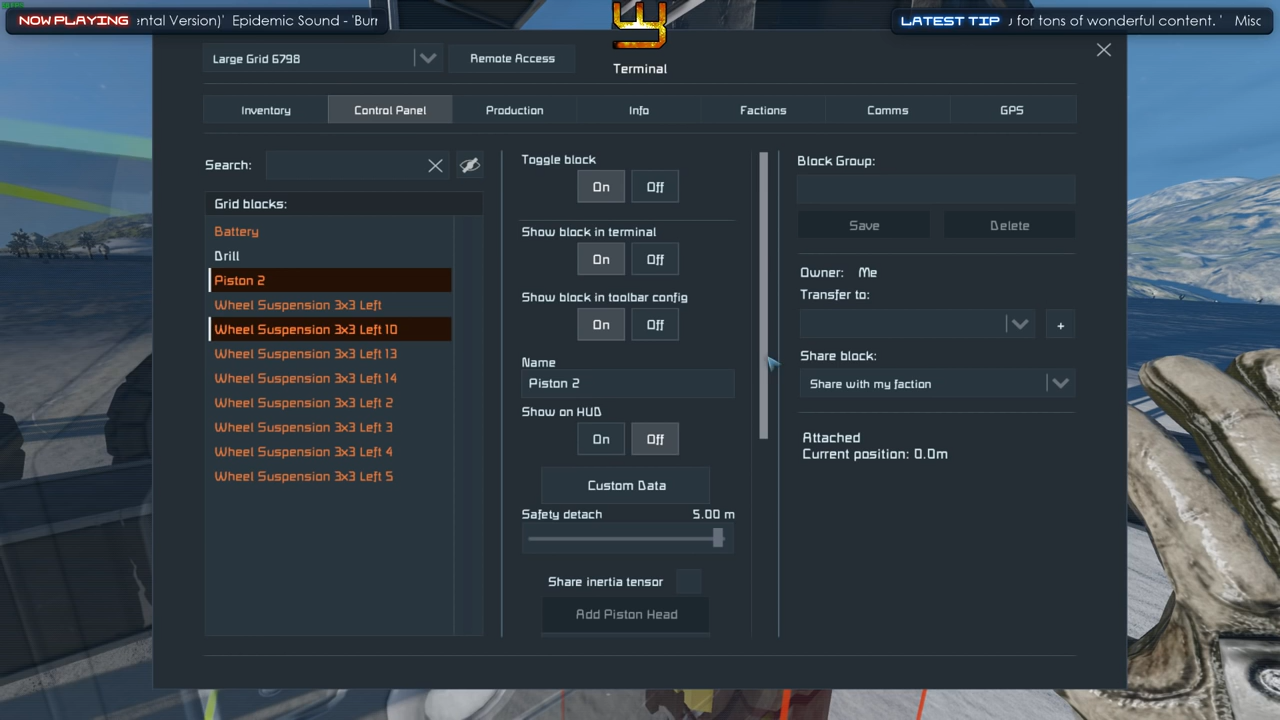 NOW PLAYING ental Version)' Epidemic Sound - 'Burr
LATEST TIP for tons of wonderful content. ' Misc
Large Grid 6798
Remote Access
Terminal
Inventory
Control Panel
Production
Info
Factions
Comms
GPS
Search:
Grid blocks:
Battery
Drill
Piston 2
Wheel Suspension 3x3 Left
Wheel Suspension 3x3 Left 10
Wheel Suspension 3x3 Left 13
Wheel Suspension 3x3 Left 14
Wheel Suspension 3x3 Left 2
Wheel Suspension 3x3 Left 3
Wheel Suspension 3x3 Left 4
Wheel Suspension 3x3 Left 5
Toggle block
On Off
Show block in terminal
On Off
Show block in toolbar config
On Off
Name
Piston 2
Show on HUD
On Off
Custom Data
Safety detach 5.00 m
Share inertia tensor
Add Piston Head
Block Group:
Save Delete
Owner: Me
Transfer to:
+
Share block:
Share with my faction
Attached
Current position: 0.0m